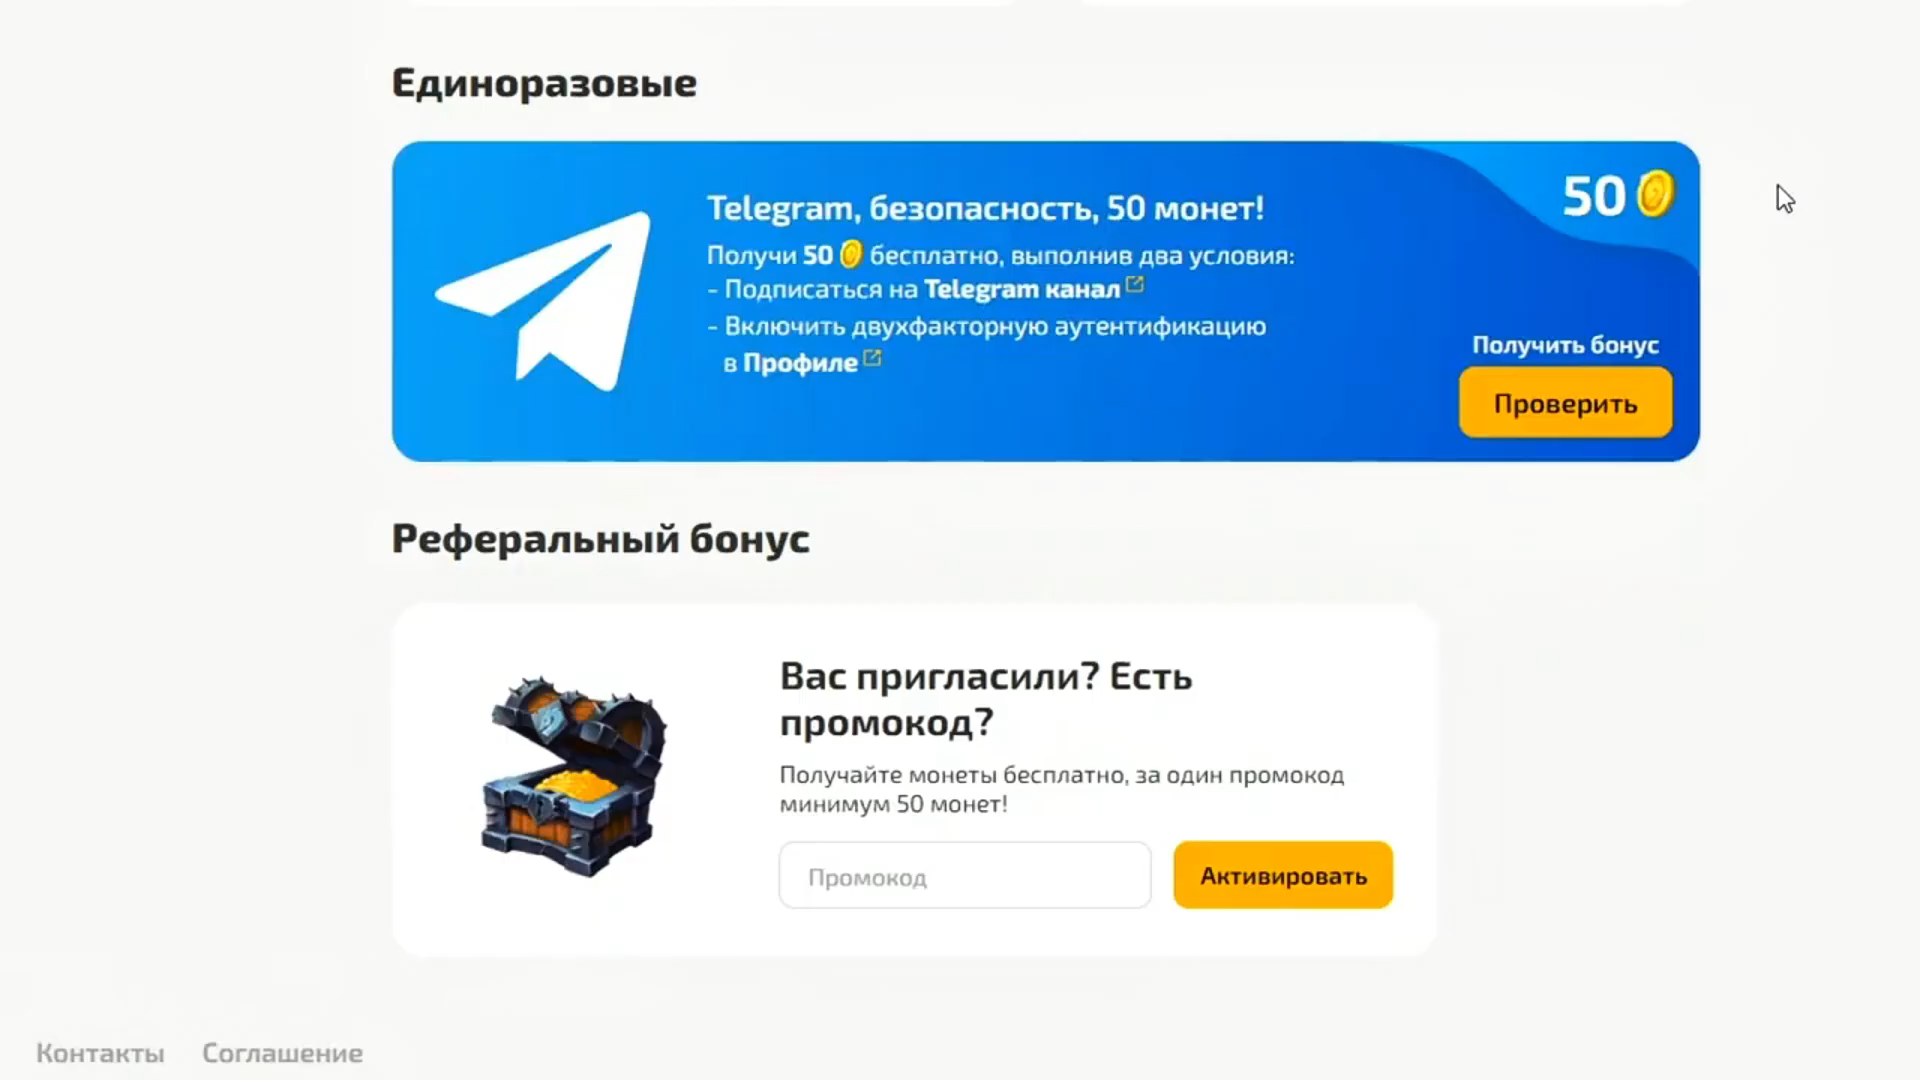 Единоразовые
Telegram, безопасность, 50 монет!
50
Получи 50 бесплатно, выполнив два условия:
- Подписаться на Telegram канал
- Включить двухфакторную аутентификацию
в Профиле
Получить бонус
Проверить
Реферальный бонус
Вас пригласили? Есть
промокод?
Получайте монеты бесплатно, за один промокод
минимум 50 монет!
Промокод
Активировать
Контакты
Соглашение